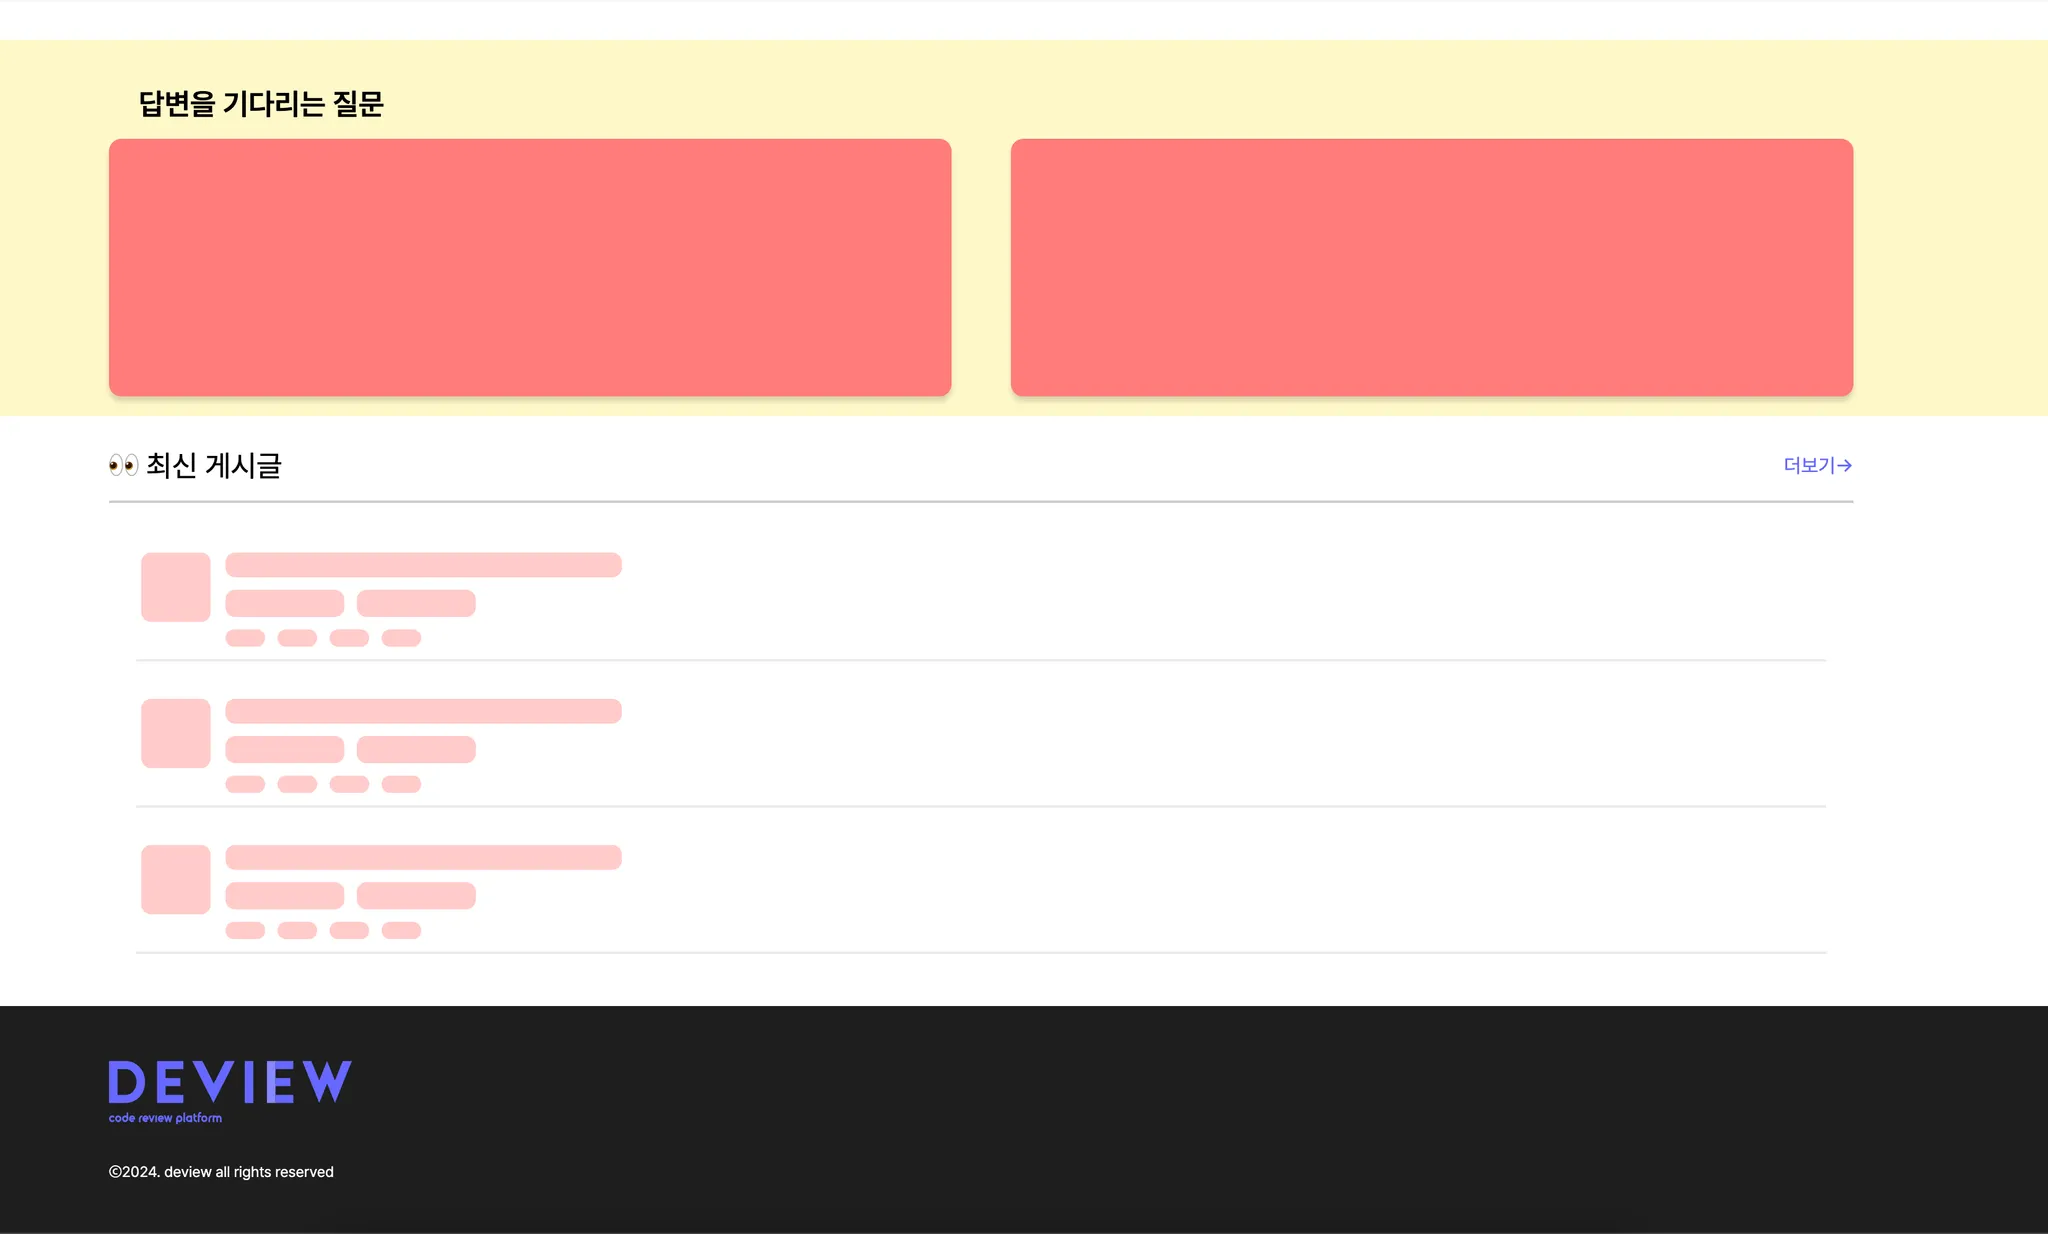 답변을 기다리는 질문
👀 최신 게시글
더보기→
DEVIEW
code review platform
©2024. deview all rights reserved